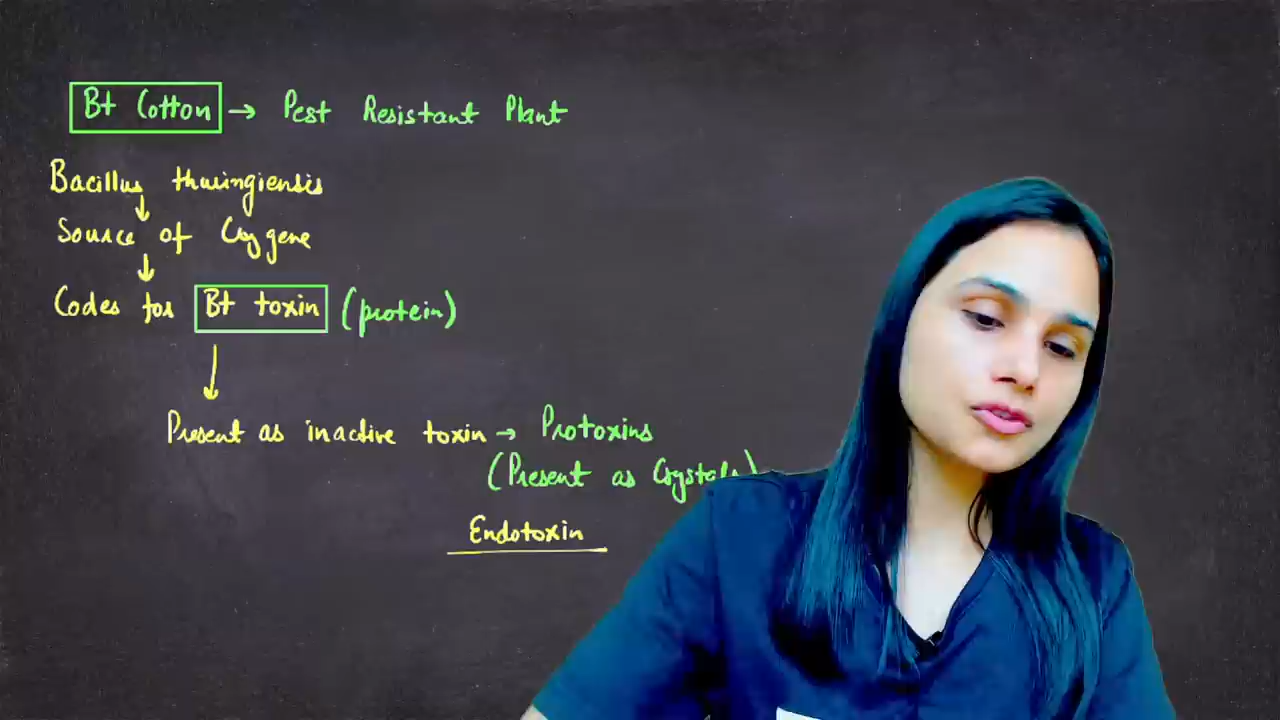 Bt Cotton → Pest Resistant Plant
Bacillus thuringiensis
↓
Source of Cry gene
↓
Codes for Bt toxin (protein)
↓
Present as inactive toxin → Protoxins
(Present as Crystals)
Endotoxin